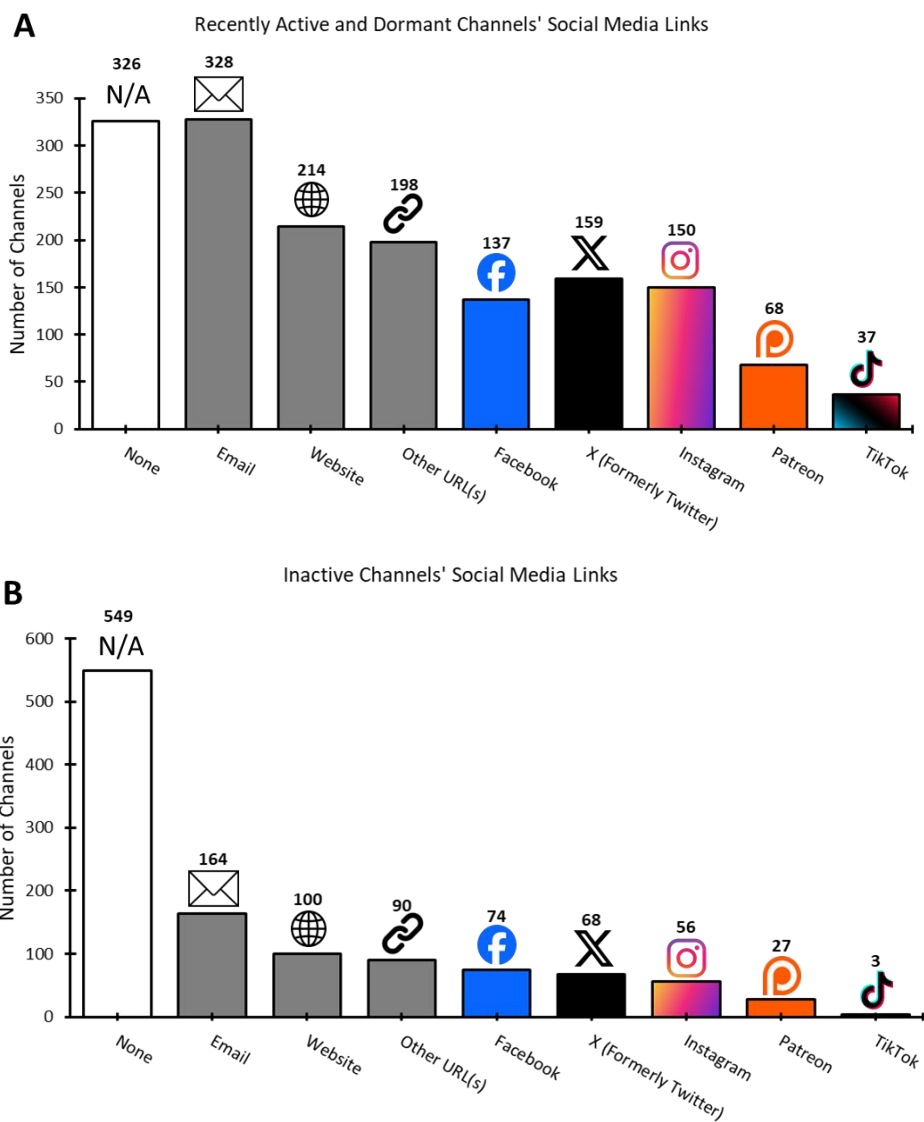 A
Recently Active and Dormant Channels' Social Media Links
326
328
214
198
137
159
150
68
37
N/A
Number of Channels
350
300
250
200
150
100
50
0
None
Email
Website
Other URL(s)
Facebook
X (Formerly Twitter)
Instagram
Patreon
TikTok
B
Inactive Channels' Social Media Links
549
164
100
90
74
68
56
27
3
N/A
Number of Channels
600
500
400
300
200
100
0
None
Email
Website
Other URL(s)
Facebook
X (Formerly Twitter)
Instagram
Patreon
TikTok